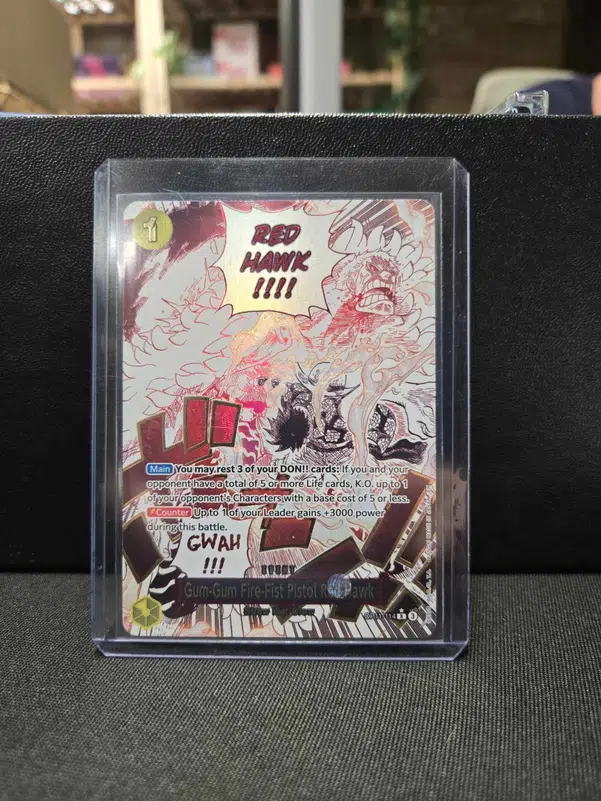 1
RED
HAWK
!!!!
Main You may rest 3 of your DON!! cards: If you and your
opponent have a total of 5 or more Life cards, K.O. up to 1
of your opponent's Characters with a base cost of 5 or less.
Counter Up to 1 of your Leader gains +3000 power
during this battle.
GWAH
!!!
EVENT
Gum-Gum Fire-Fist Pistol Red Hawk
R 3